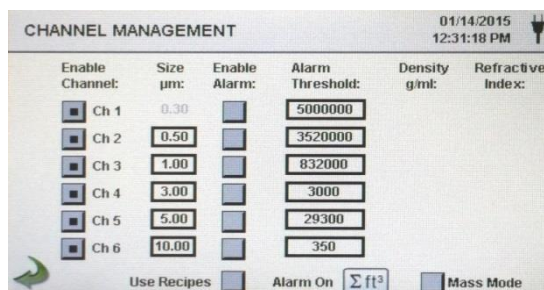 CHANNEL MANAGEMENT
01/14/2015
12:31:18 PM
Enable Channel: Size µm: Enable Alarm: Alarm Threshold: Density g/ml: Refractive Index:
Ch 1 0.30 5000000
Ch 2 0.50 3520000
Ch 3 1.00 832000
Ch 4 3.00 3000
Ch 5 5.00 29300
Ch 6 10.00 350
Use Recipes Alarm On Σft³ Mass Mode